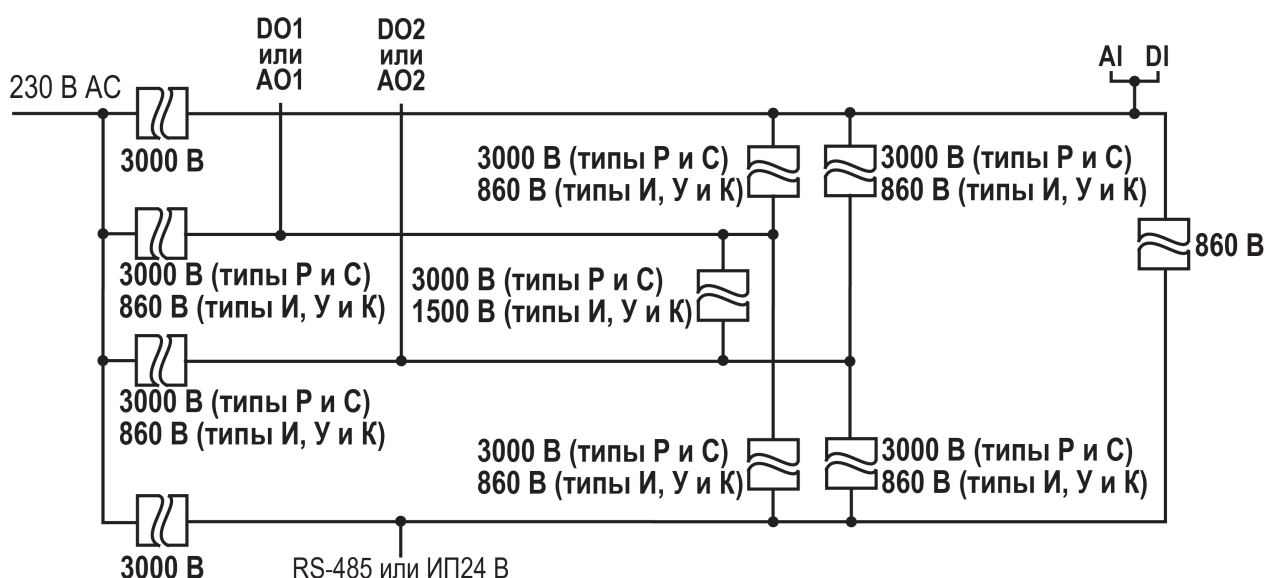 DO1
или
AO1
DO2
или
AO2
AI DI
230 В AC
3000 В
3000 В (типы Р и С)
860 В (типы И, У и К)
3000 В (типы Р и С)
860 В (типы И, У и К)
860 В
3000 В (типы Р и С)
860 В (типы И, У и К)
3000 В (типы Р и С)
1500 В (типы И, У и К)
3000 В (типы Р и С)
860 В (типы И, У и К)
3000 В (типы Р и С)
860 В (типы И, У и К)
3000 В (типы Р и С)
860 В (типы И, У и К)
3000 В
RS-485 или ИП24 В